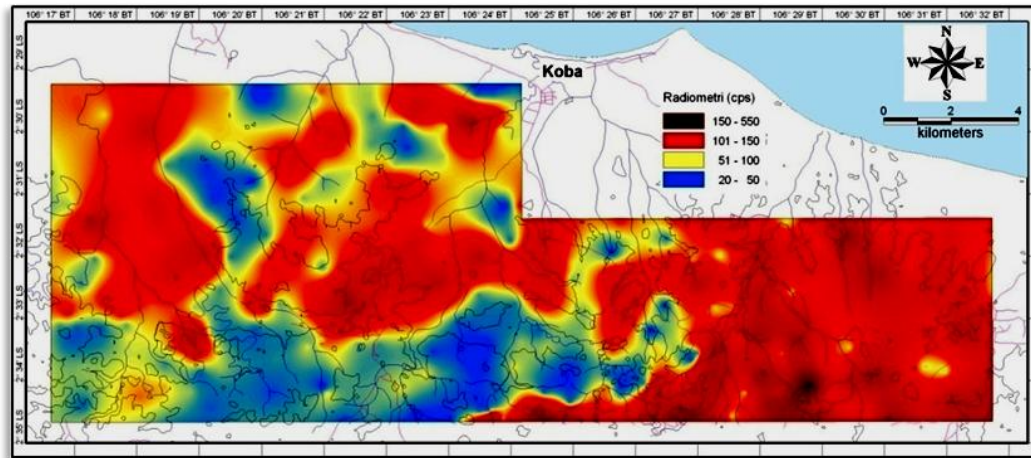 106° 17 BT 106° 18 BT 106° 19 BT 106° 20 BT 106° 21 BT 106° 22 BT 106° 23 BT 106° 24 BT 106° 25 BT 106° 26 BT 106° 27 BT 106° 28 BT 106° 29 BT 106° 30 BT 106° 31 BT 106° 32 BT
2° 29' LS
2° 30' LS
2° 31' LS
2° 32' LS
2° 33' LS
2° 34' LS
2° 35' LS
Koba
N
W E
S
0 2 4
kilometers
Radiometri (cps)
150 - 550
101 - 150
51 - 100
20 - 50